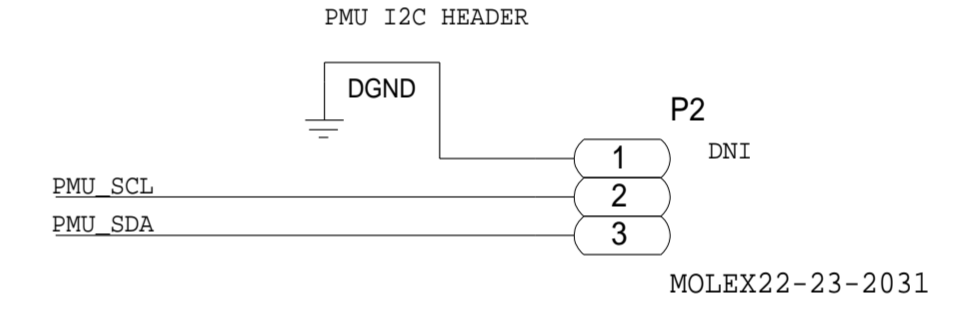 PMU I2C HEADER
DGND
P2
DNI
1
PMU_SCL
2
PMU_SDA
3
MOLEX22-23-2031